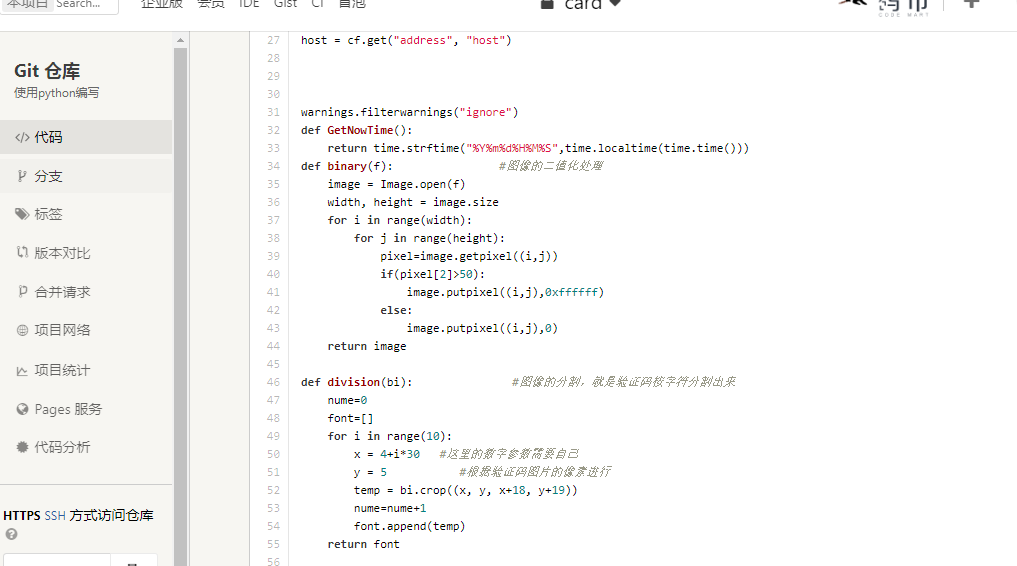 本项目 Search... 企业版 会员 IDE Gist CI 首泡 card 码市
CODE MART
Git 仓库
使用python编写
代码
分支
标签
版本对比
合并请求
项目网络
项目统计
Pages 服务
代码分析
HTTPS SSH 方式访问仓库
27 host = cf.get("address", "host")
28
29
30
31 warnings.filterwarnings("ignore")
32 def GetNowTime():
33 return time.strftime("%Y%m%d%H%M%S",time.localtime(time.time()))
34 def binary(f): #图像的二值化处理
35 image = Image.open(f)
36 width, height = image.size
37 for i in range(width):
38 for j in range(height):
39 pixel=image.getpixel((i,j))
40 if(pixel[2]>50):
41 image.putpixel((i,j),0xffffff)
42 else:
43 image.putpixel((i,j),0)
44 return image
45
46 def division(bi): #图像的分割，就是验证码按字符分割出来
47 nume=0
48 font=[]
49 for i in range(10):
50 x = 4+i*30 #这里的数字参数需要自己
51 y = 5 #根据验证码图片的像素进行
52 temp = bi.crop((x, y, x+18, y+19))
53 nume=nume+1
54 font.append(temp)
55 return font
56